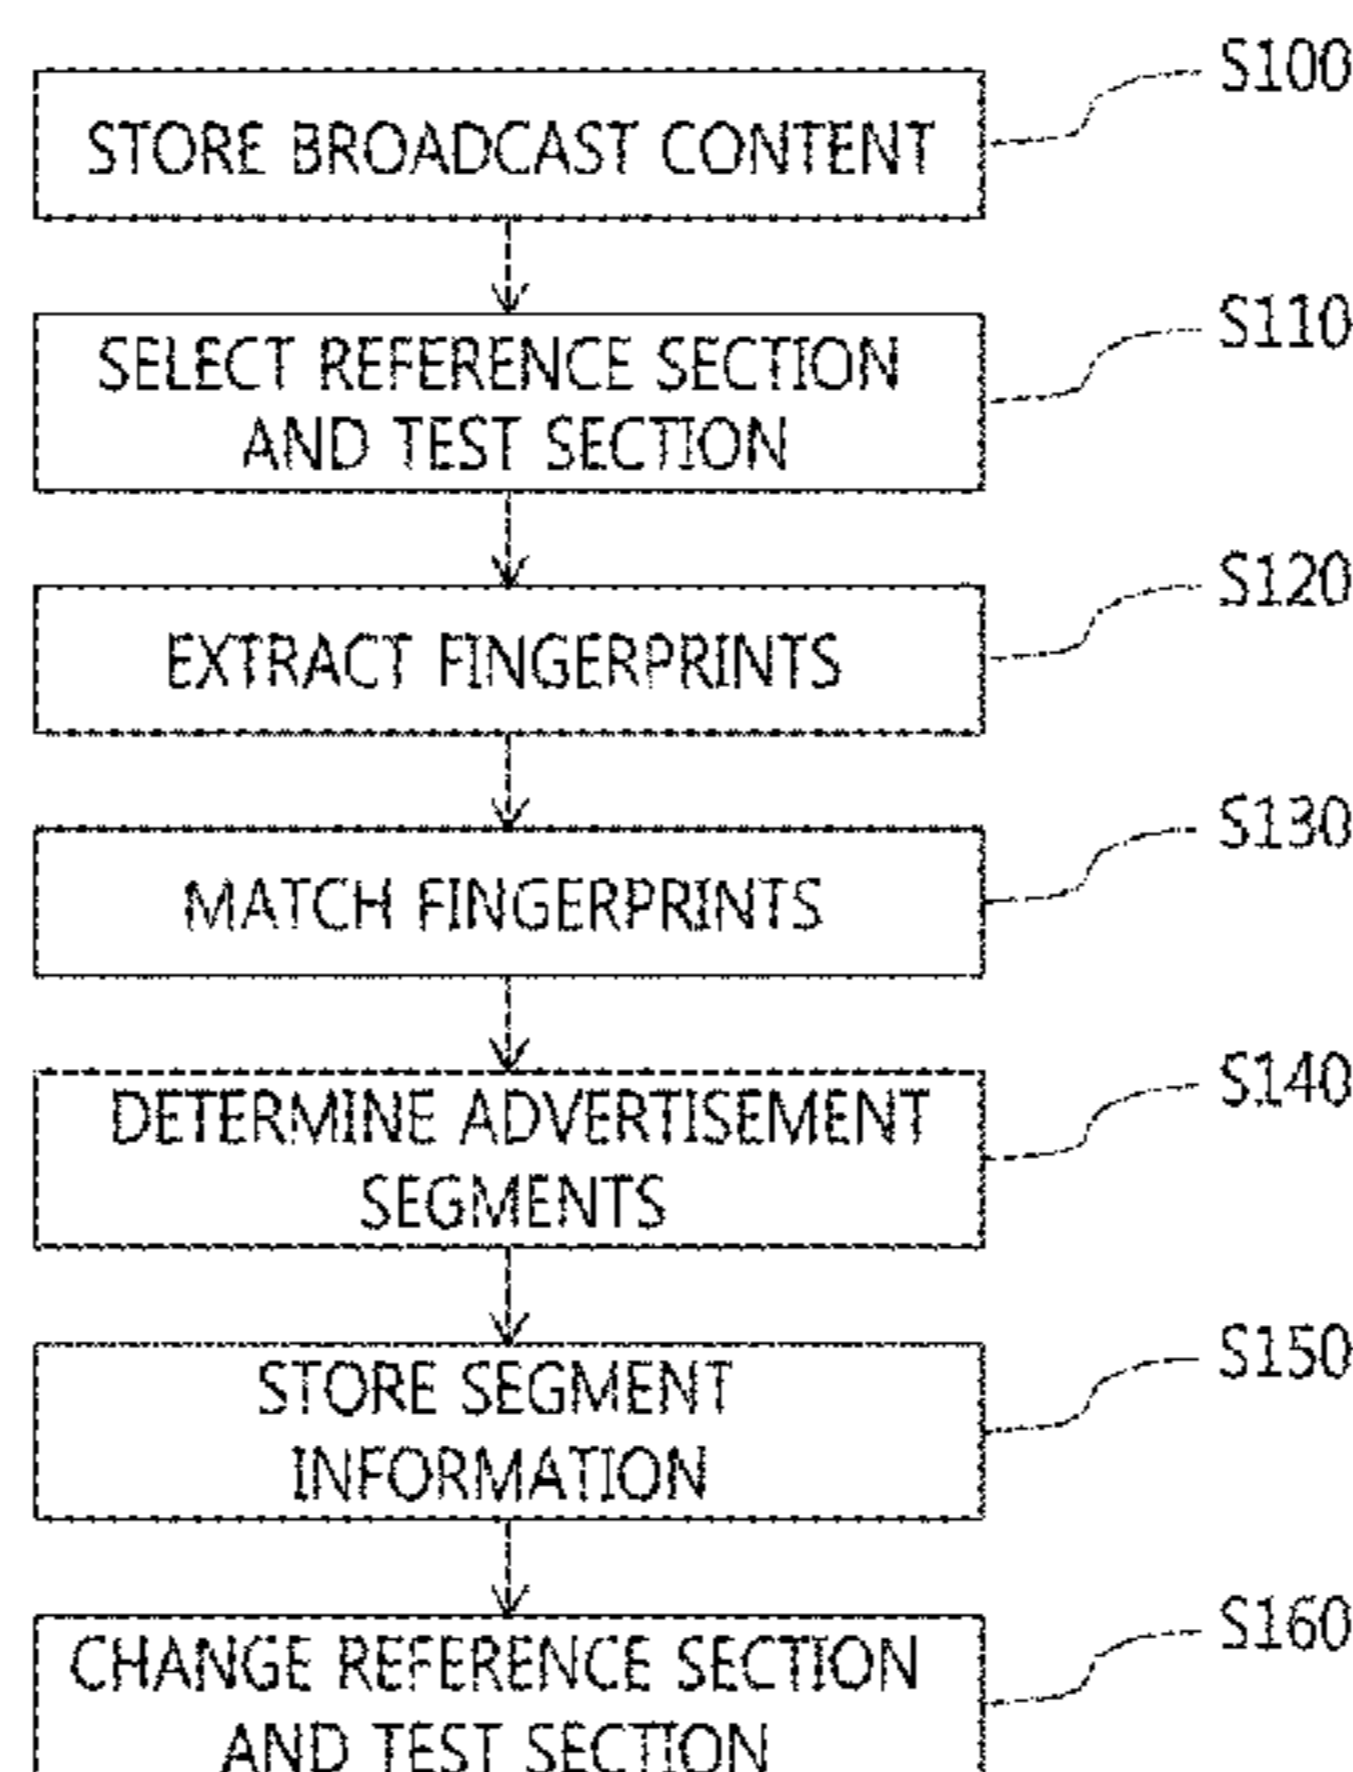 S100
STORE BROADCAST CONTENT
S110
SELECT REFERENCE SECTION
AND TEST SECTION
S120
EXTRACT FINGERPRINTS
S130
MATCH FINGERPRINTS
S140
DETERMINE ADVERTISEMENT
SEGMENTS
S150
STORE SEGMENT
INFORMATION
S160
CHANGE REFERENCE SECTION
AND TEST SECTION